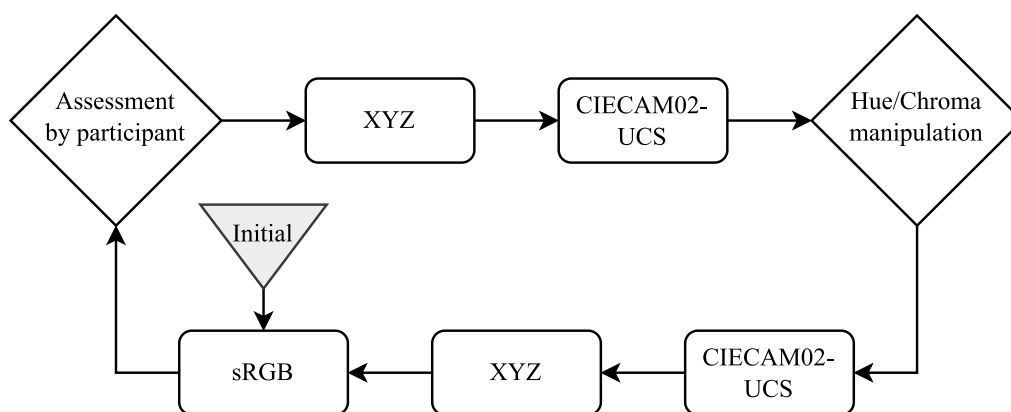 Assessment
by participant
XYZ
CIECAM02-
UCS
Hue/Chroma
manipulation
Initial
sRGB
XYZ
CIECAM02-
UCS